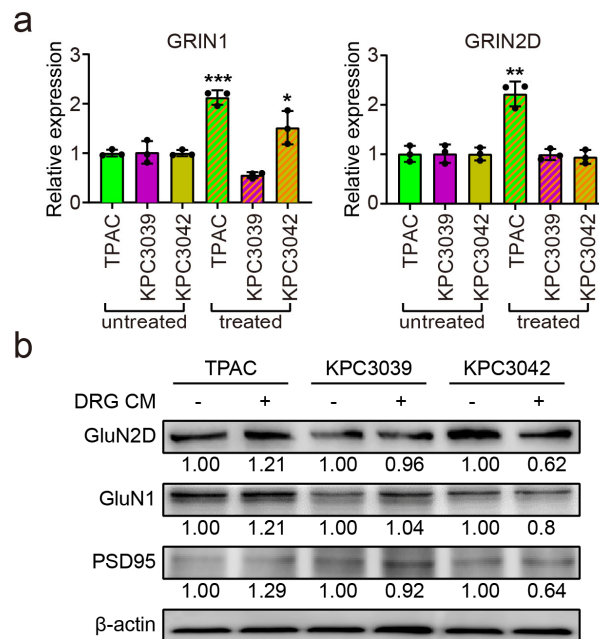 a
GRIN1
GRIN2D
Relative expression
3
2
1
0
***
*
TPAC
KPC3039
KPC3042
TPAC
KPC3039
KPC3042
untreated
treated
Relative expression
3
2
1
0
**
TPAC
KPC3039
KPC3042
TPAC
KPC3039
KPC3042
untreated
treated
b
TPAC KPC3039 KPC3042
DRG CM - + - + - +
GluN2D
1.00 1.21 1.00 0.96 1.00 0.62
GluN1
1.00 1.21 1.00 1.04 1.00 0.8
PSD95
1.00 1.29 1.00 0.92 1.00 0.64
β-actin